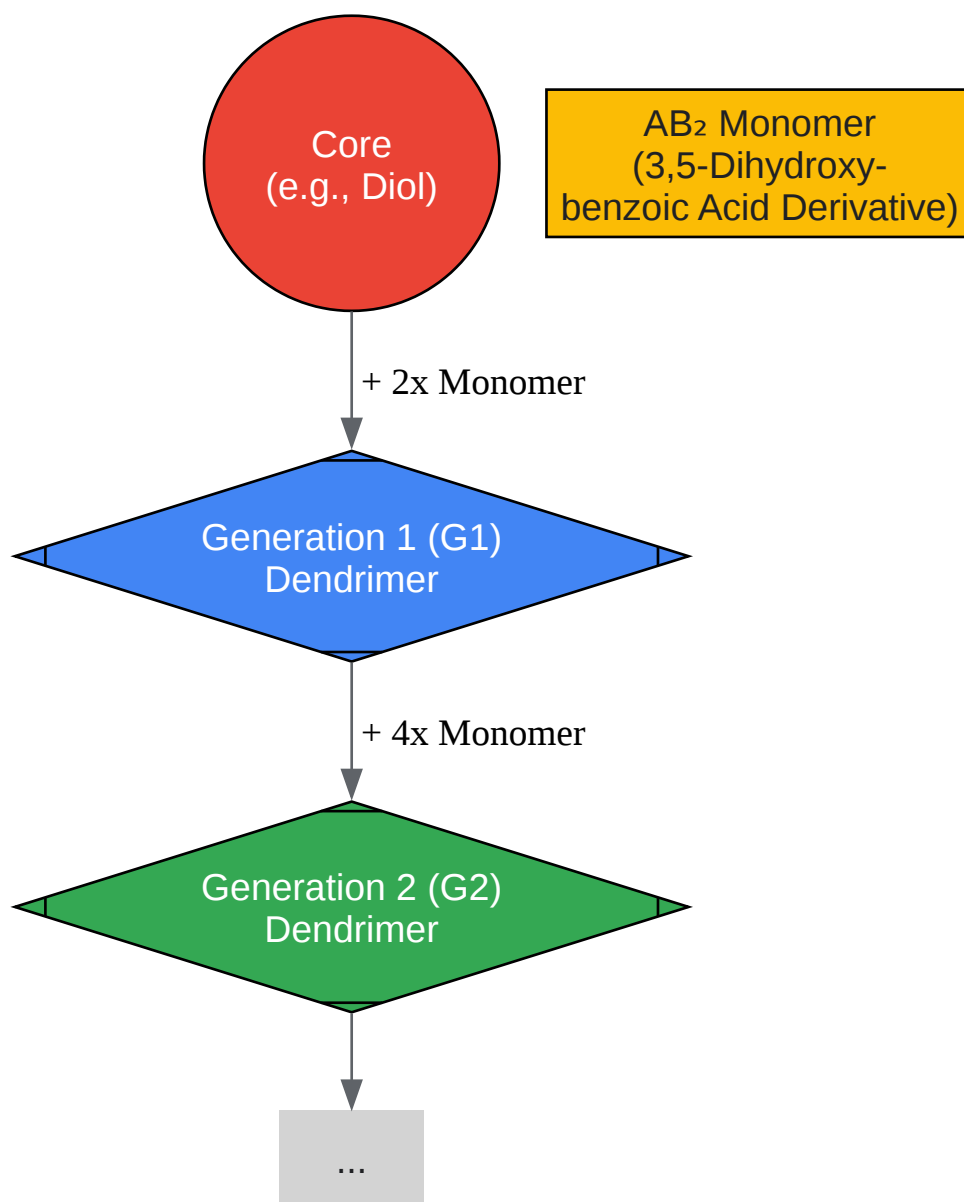 Core
(e.g., Diol)
AB₂ Monomer
(3,5-Dihydroxy-
benzoic Acid Derivative)
+ 2x Monomer
Generation 1 (G1)
Dendrimer
+ 4x Monomer
Generation 2 (G2)
Dendrimer
...